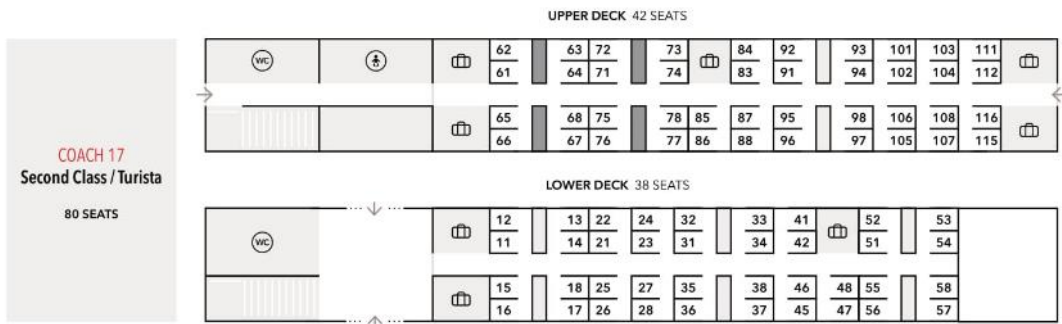 UPPER DECK 42 SEATS
WC
62 63 72 73 84 92 93 101 103 111
61 64 71 74 83 91 94 102 104 112
65 68 75 78 85 87 95 98 106 108 116
66 67 76 77 86 88 96 97 105 107 115
COACH 17
Second Class / Turista
80 SEATS
LOWER DECK 38 SEATS
WC
12 13 22 24 32 33 41 52 53
11 14 21 23 31 34 42 51 54
15 18 25 27 35 38 46 48 55 58
16 17 26 28 36 37 45 47 56 57